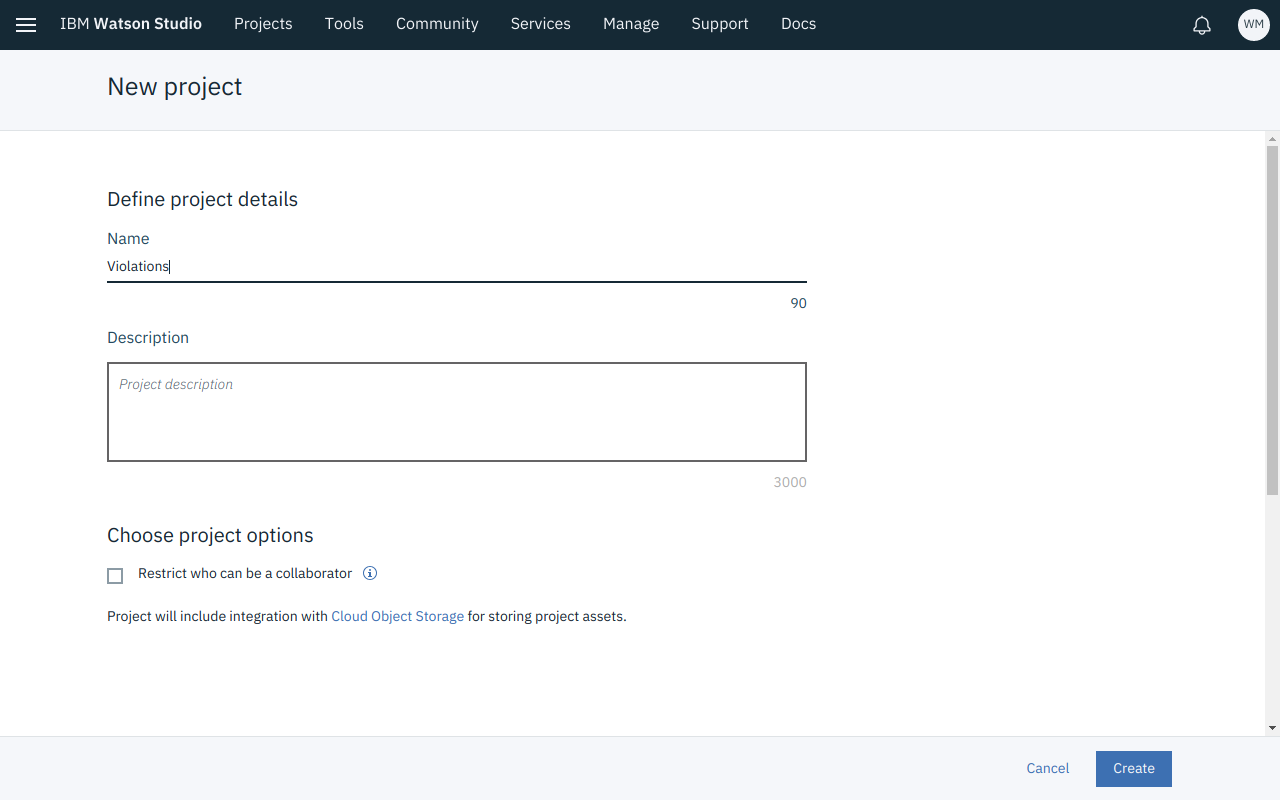 IBM Watson Studio Projects Tools Community Services Manage Support Docs WM
New project
Define project details
Name
Violations
90
Description
Project description
3000
Choose project options
Restrict who can be a collaborator
Project will include integration with Cloud Object Storage for storing project assets.
Cancel Create